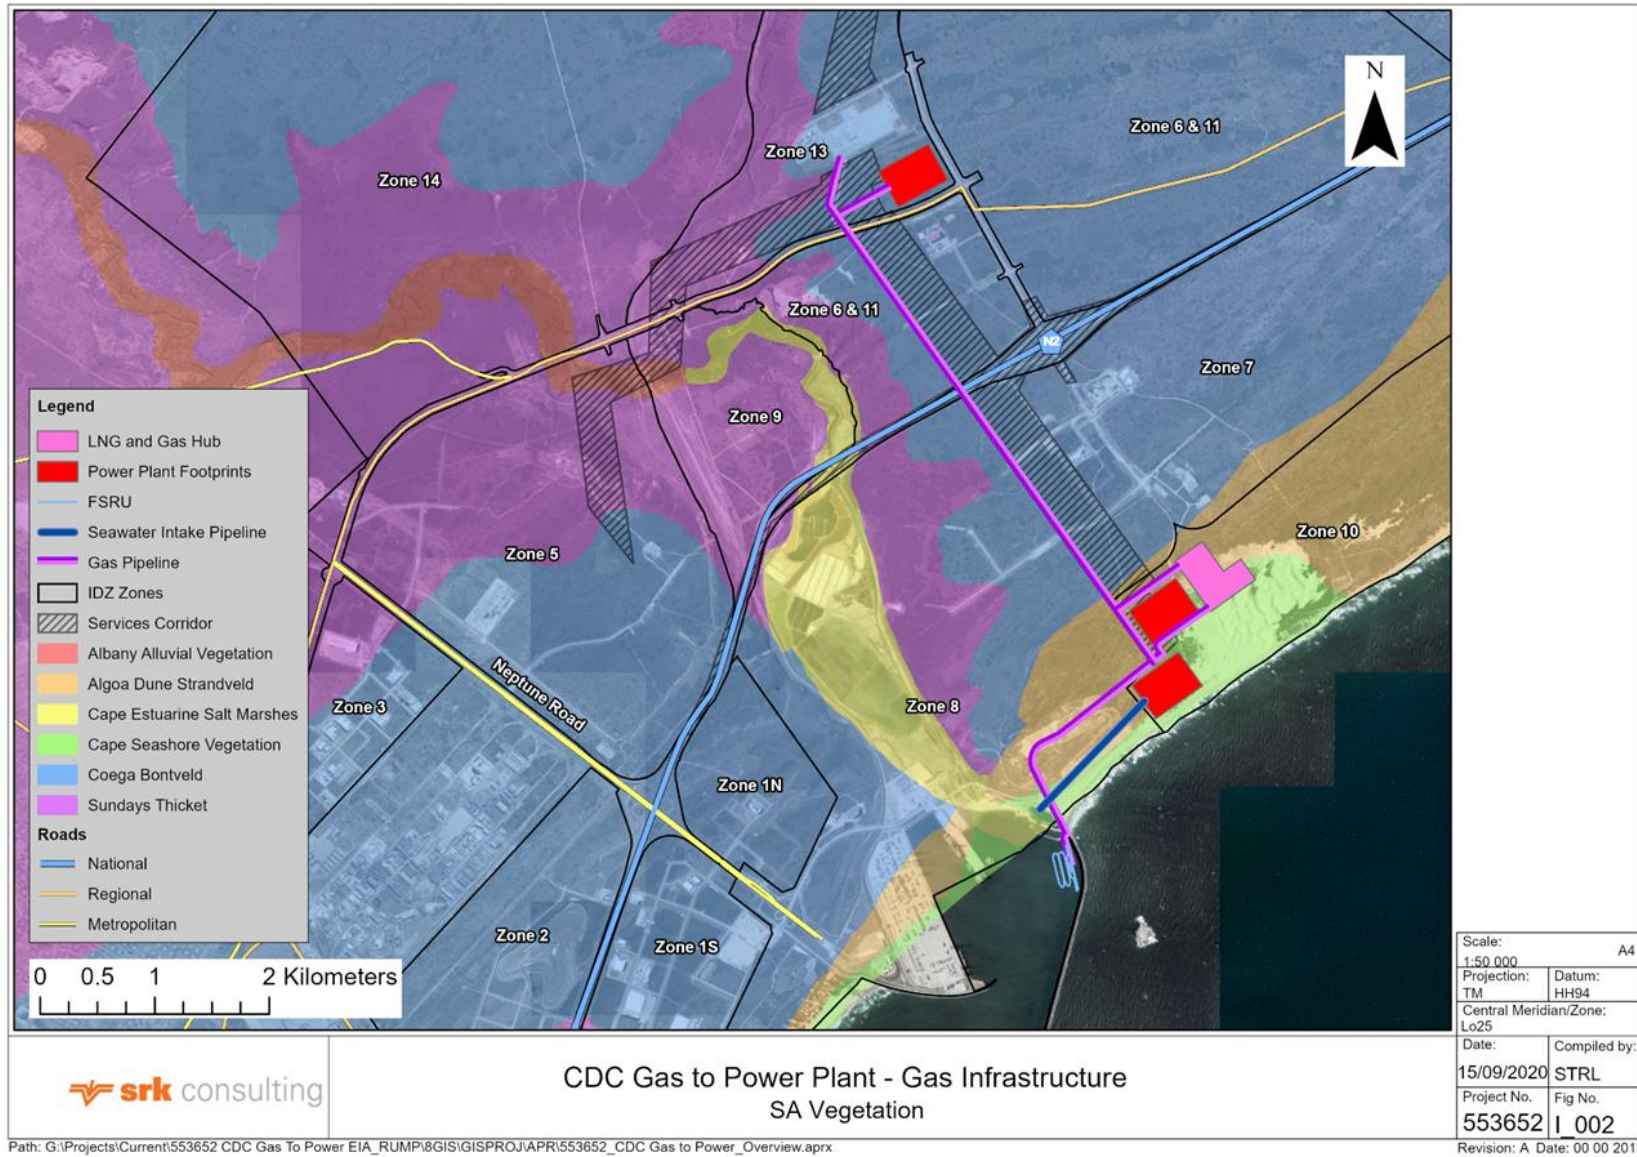 N
Zone 6 & 11
Zone 13
Zone 14
Zone 6 & 11
N2
Zone 7
Zone 9
Zone 10
Zone 5
Neptune Road
Zone 3
Zone 8
Zone 1N
Zone 2
Zone 1S
Legend
LNG and Gas Hub
Power Plant Footprints
FSRU
Seawater Intake Pipeline
Gas Pipeline
IDZ Zones
Services Corridor
Albany Alluvial Vegetation
Algoa Dune Strandveld
Cape Estuarine Salt Marshes
Cape Seashore Vegetation
Coega Bontveld
Sundays Thicket
Roads
National
Regional
Metropolitan
0 0.5 1 2 Kilometers
Scale: A4
1:50 000
Projection: Datum:
TM HH94
Central Meridian/Zone:
Lo25
Date: Compiled by:
15/09/2020 STRL
Project No. Fig No.
553652 I_002
srk consulting
CDC Gas to Power Plant - Gas Infrastructure
SA Vegetation
Path: G:\Projects\Current\553652 CDC Gas To Power EIA_RUMP\8GIS\GISPROJ\APR\553652_CDC Gas to Power_Overview.aprx
Revision: A Date: 00 00 201